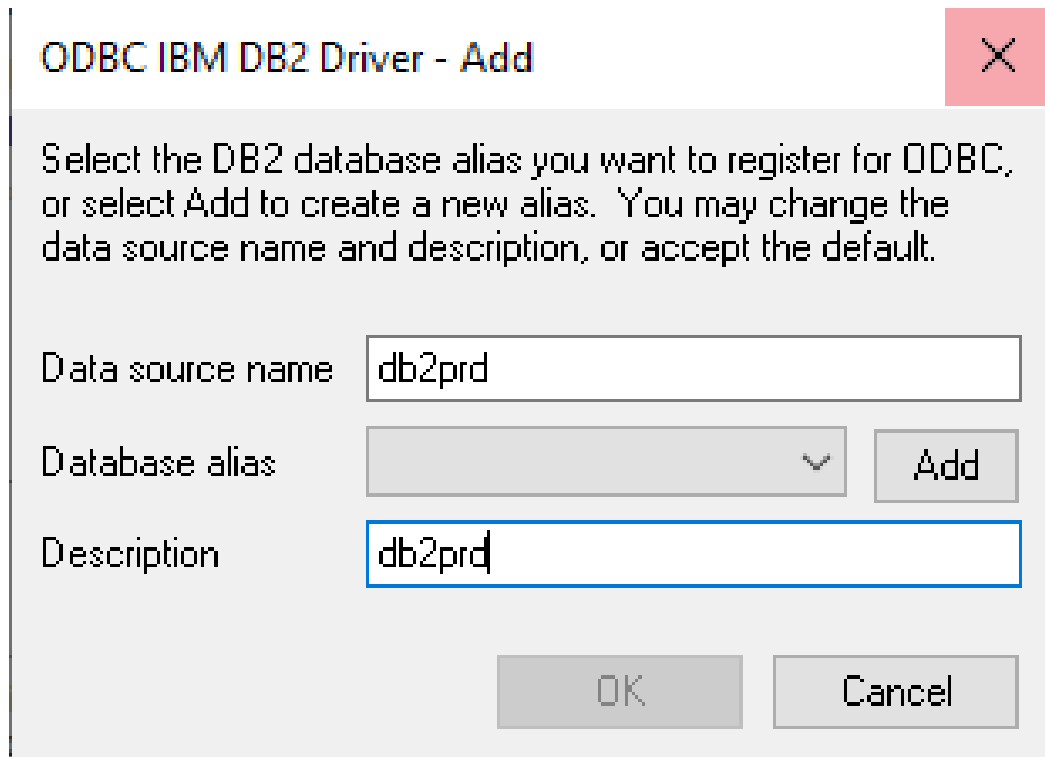 ODBC IBM DB2 Driver - Add
Select the DB2 database alias you want to register for ODBC,
or select Add to create a new alias.  You may change the
data source name and description, or accept the default.
Data source name db2prd
Database alias Add
Description db2prd
OK Cancel